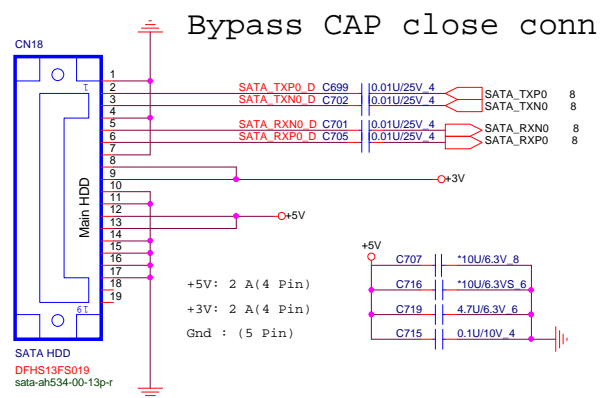 Bypass CAP close conn
CN18
1
1
2
3
4
5
6
7
8
9
10
11
12
13
14
15
16
17
18
19
19
Main HDD
SATA_TXP0_D C699 0.01U/25V_4 SATA_TXP0 8
SATA_TXN0_D C702 0.01U/25V_4 SATA_TXN0 8
SATA_RXN0_D C701 0.01U/25V_4 SATA_RXN0 8
SATA_RXP0_D C705 0.01U/25V_4 SATA_RXP0 8
+3V
+5V
+5V: 2 A(4 Pin)
+3V: 2 A(4 Pin)
Gnd : (5 Pin)
+5V
C707 *10U/6.3V_8
C716 *10U/6.3VS_6
C719 4.7U/6.3V_6
C715 0.1U/10V_4
SATA HDD
DFHS13FS019
sata-ah534-00-13p-r